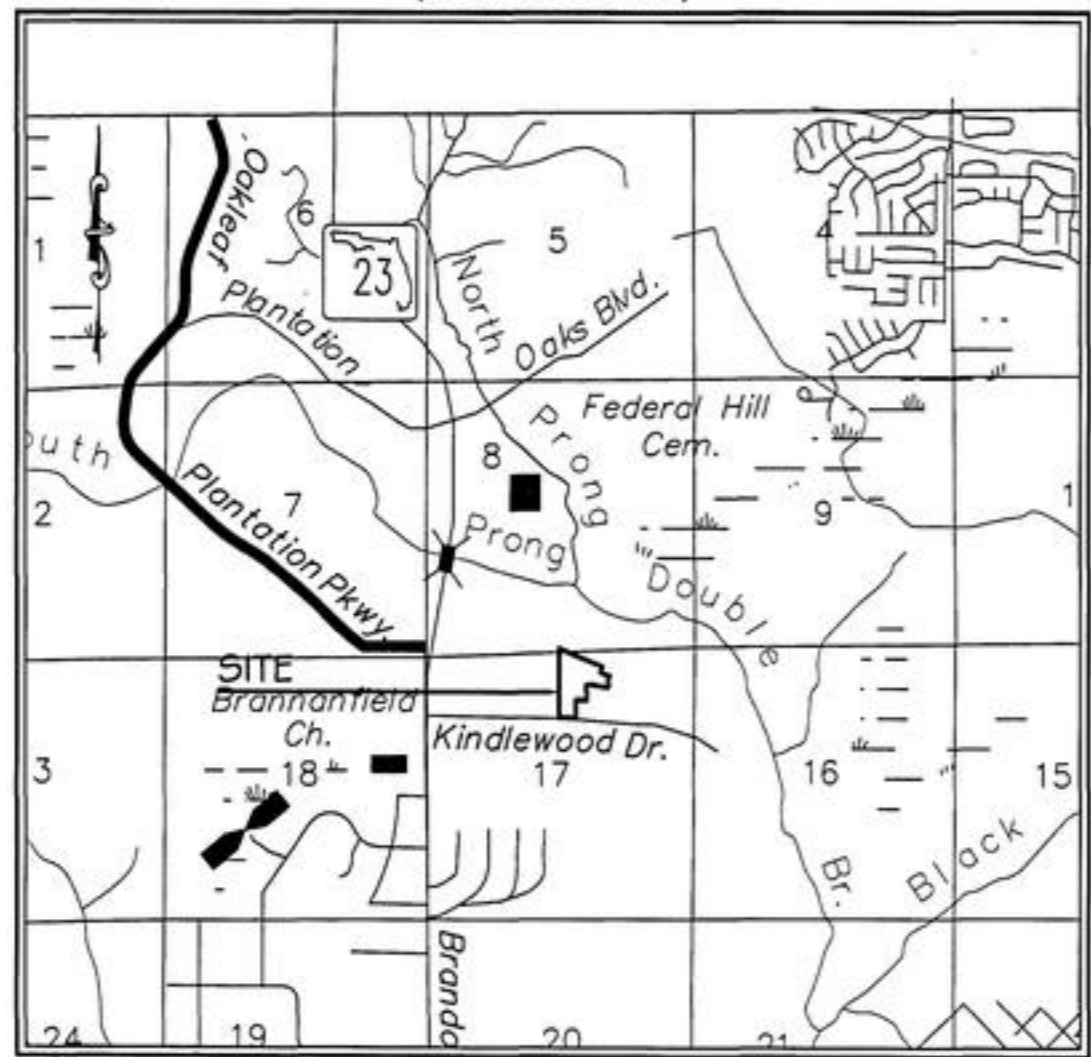 Oakleaf
6
5
4
1
23
North
Plantation
Oaks Blvd.
Federal Hill
Cem.
Prong
outh
8
Plantation Pkwy.
7
2
9
1
Prong
Double
SITE
Brannanfield
Ch.
Kindlewood Dr.
3
18
17
16
15
Br.
Black
Brando
24
19
20
21